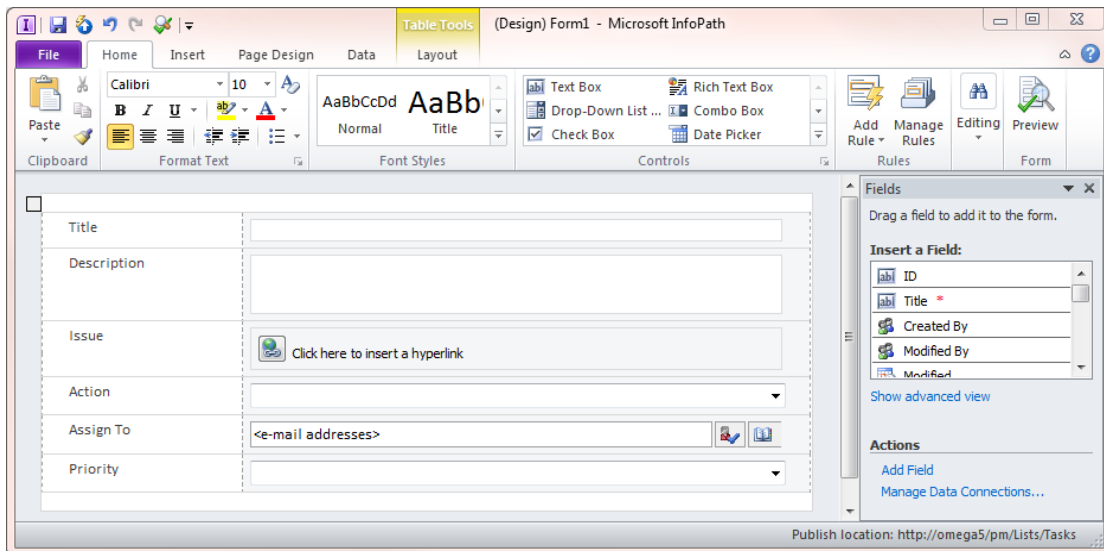 Table Tools
(Design) Form1 - Microsoft InfoPath
File Home Insert Page Design Data Layout
Paste
Clipboard
Calibri 10
B I U ab A
Format Text
AaBbCcDd
Normal
AaBb
Title
Font Styles
Text Box
Rich Text Box
Drop-Down List ...
Combo Box
Check Box
Date Picker
Controls
Add Rule
Manage Rules
Rules
Editing
Preview
Form
Title
Description
Issue
Click here to insert a hyperlink
Action
Assign To
<e-mail addresses>
Priority
Fields
Drag a field to add it to the form.
Insert a Field:
ID
Title *
Created By
Modified By
Modified
Show advanced view
Actions
Add Field
Manage Data Connections...
Publish location: http://omega5/pm/Lists/Tasks